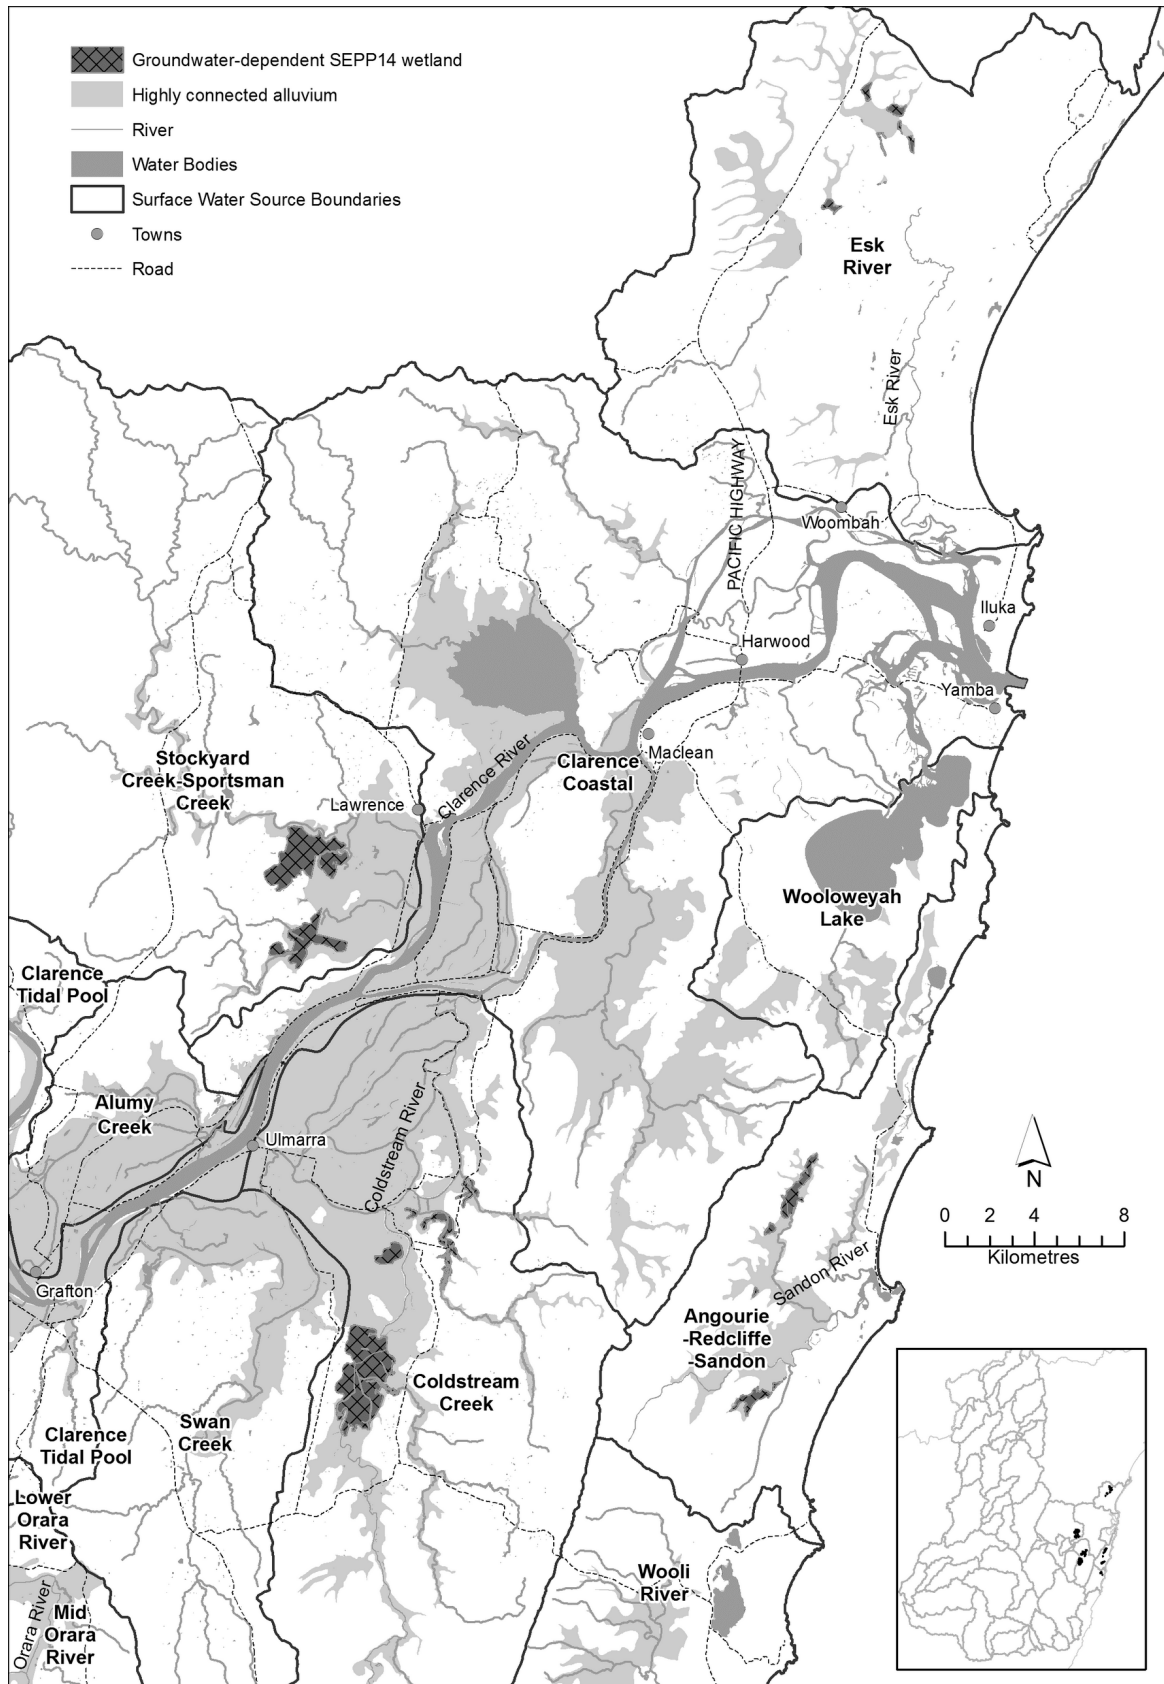 Groundwater-dependent SEPP14 wetland
Highly connected alluvium
River
Water Bodies
Surface Water Source Boundaries
Towns
Road
Esk
River
Esk River
PACIFIC HIGHWAY
Woombah
Iluka
Harwood
Yamba
Maclean
Clarence
Coastal
Clarence River
Stockyard
Creek-Sportsman
Creek
Lawrence
Wooloweyah
Lake
Clarence
Tidal Pool
Alumy
Creek
Ulmarra
Coldstream River
N
0 2 4 8
Kilometres
Grafton
Sandon River
Angourie
-Redcliffe
-Sandon
Coldstream
Creek
Swan
Creek
Clarence
Tidal Pool
Lower
Orara
River
Wooli
River
Orara River
Mid
Orara
River